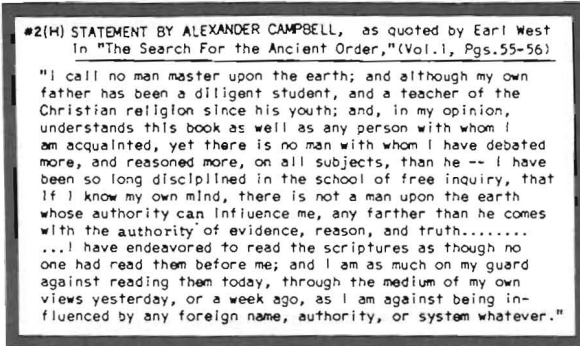 #2(H) STATEMENT BY ALEXANDER CAMPBELL, as quoted by Earl West
in "The Search For the Ancient Order,"(Vol.i, Pgs.55-56)
"I call no man master upon the earth; and although my own
father has been a diligent student, and a teacher of the
Christian religion since his youth; and, in my opinion,
understands this book as well as any person with whom I
am acquainted, yet there is no man with whom I have debated
more, and reasoned more, on all subjects, than he -- I have
been so long disciplined in the school of free inquiry, that
if I know my own mind, there is not a man upon the earth
whose authority can influence me, any farther than he comes
with the authority of evidence, reason, and truth........
...I have endeavored to read the scriptures as though no
one had read them before me; and I am as much on my guard
against reading them today, through the medium of my own
views yesterday, or a week ago, as I am against being in-
fluenced by any foreign name, authority, or system whatever."